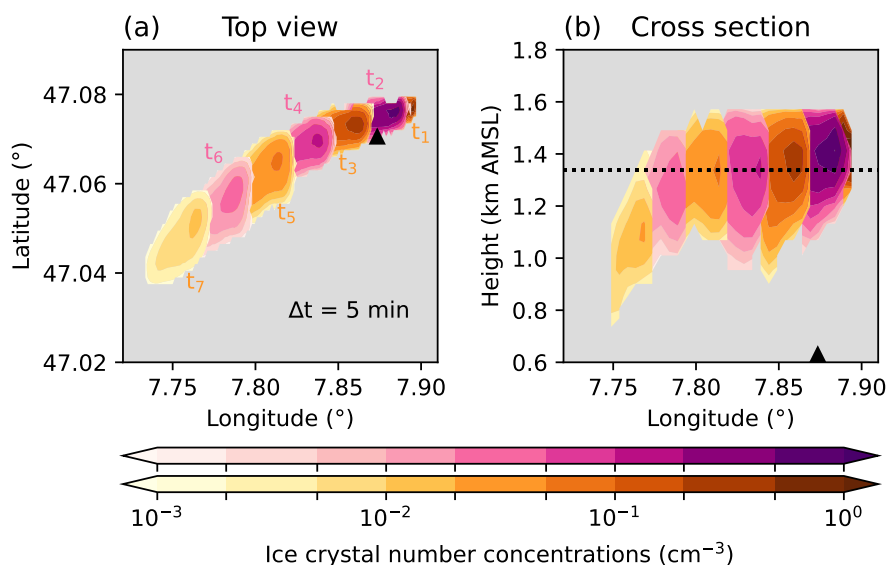 (a) Top view
(b) Cross section
Latitude (°)
47.08
47.06
47.04
47.02
t₂
t₄
t₁
t₆
t₃
t₅
t₇
Δt = 5 min
7.75 7.80 7.85 7.90
Longitude (°)
Height (km AMSL)
1.8
1.6
1.4
1.2
1.0
0.8
0.6
7.75 7.80 7.85 7.90
Longitude (°)
10⁻³ 10⁻² 10⁻¹ 10⁰
Ice crystal number concentrations (cm⁻³)